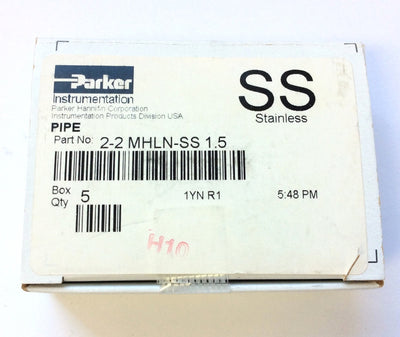 Parker
Instrumentation
Parker Hannifin Corporation
Instrumentation Products Division USA
SS
Stainless
PIPE
Part No: 2-2 MHLN-SS 1.5
Box Qty 5 1YN R1 5:48 PM
H10